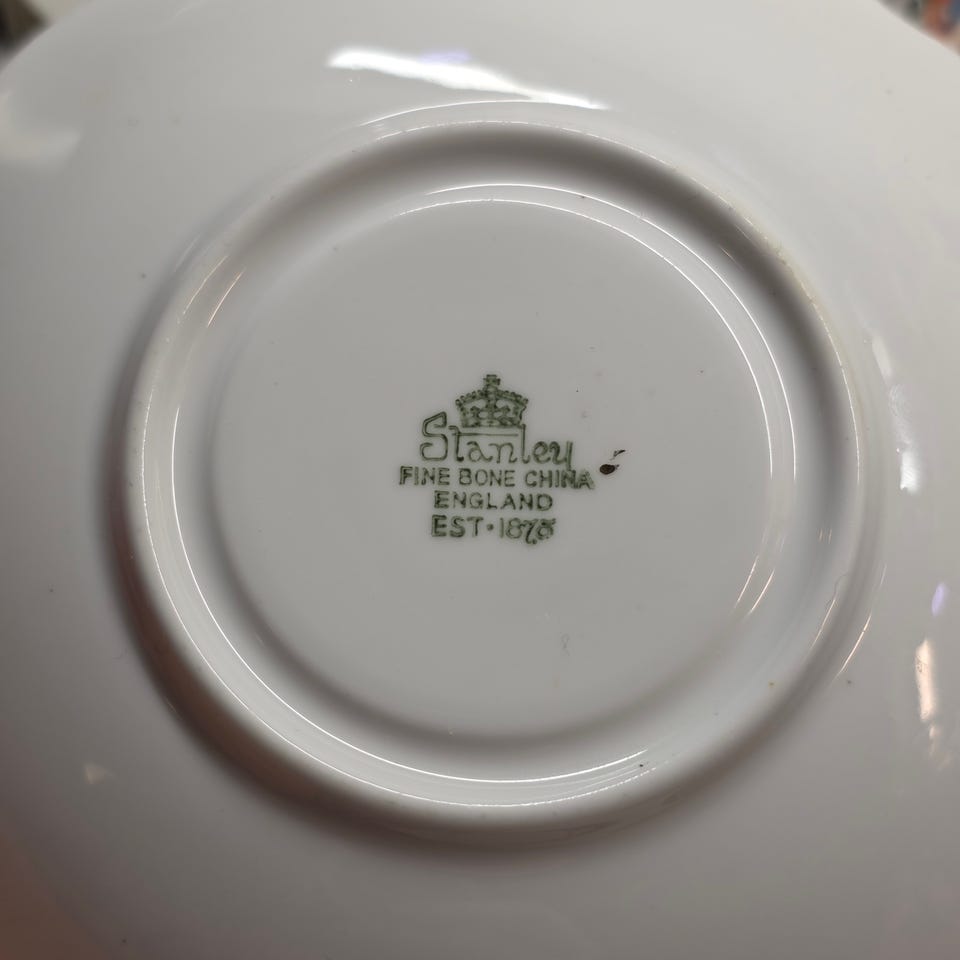 Stanley
FINE BONE CHINA
ENGLAND
EST·1875